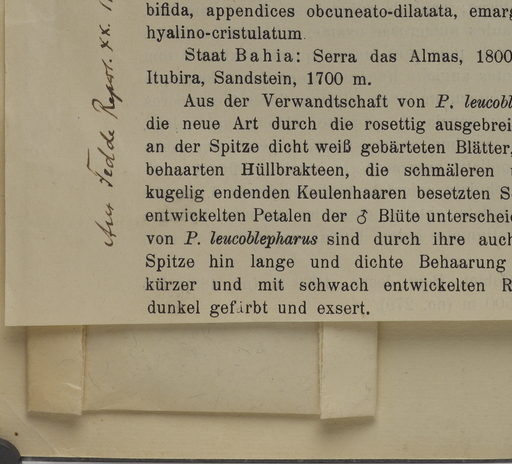 bifida, appendices obcuneato-dilatata, emarg
hyalino-cristulatum.
Staat Bahia: Serra das Almas, 1800
Itubira, Sandstein, 1700 m.
Aus der Verwandtschaft von P. leucobl
die neue Art durch die rosettig ausgebrei
an der Spitze dicht weiß gebärteten Blätter,
behaarten Hüllbrakteen, die schmäleren
kugelig endenden Keulenhaaren besetzten S
entwickelten Petalen der ♂ Blüte unterscheid
von P. leucoblepharus sind durch ihre auch
Spitze hin lange und dichte Behaarung
kürzer und mit schwach entwickelten R
dunkel gefärbt und exsert.
Aus Fedde Repert. XX.